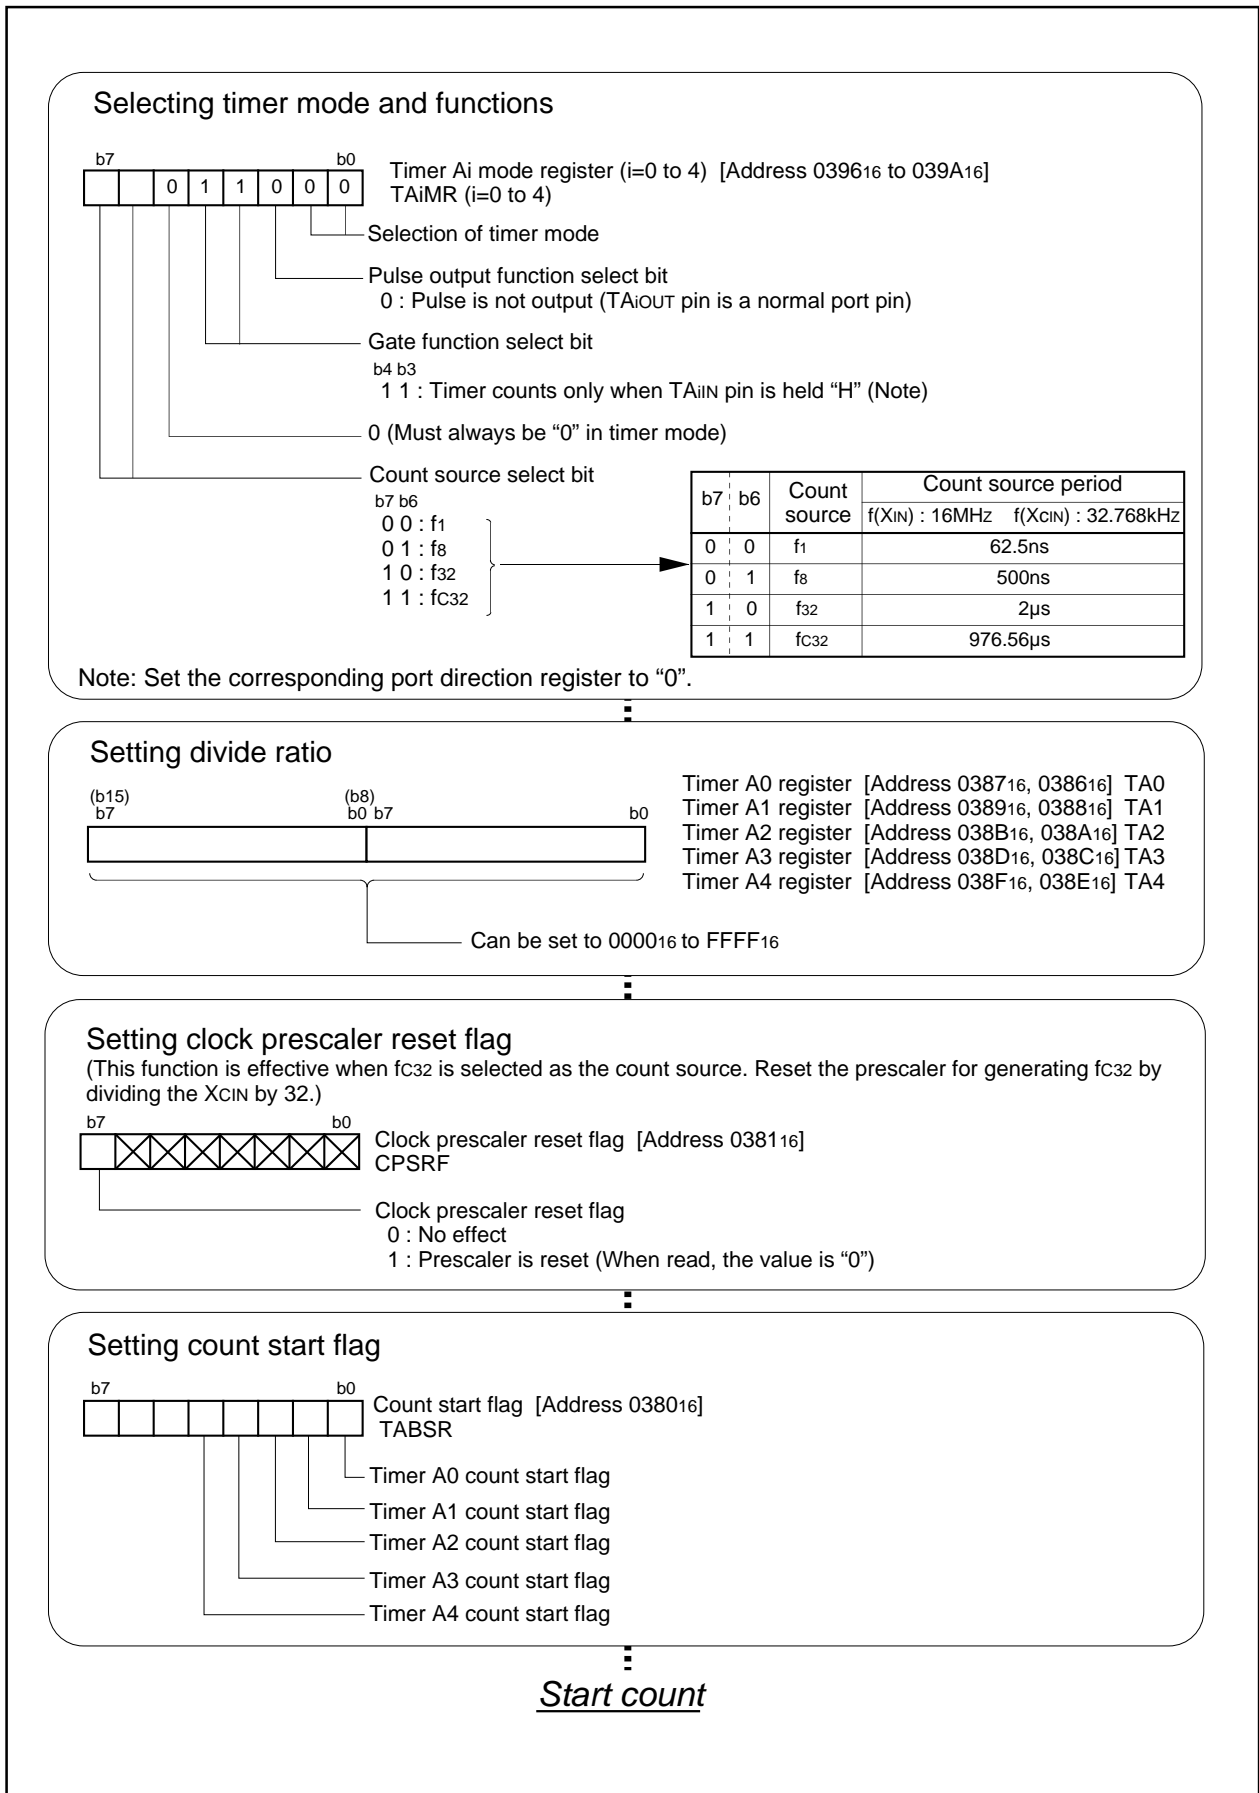 Selecting timer mode and functions
b7 b0
0 1 1 0 0 0
Timer Ai mode register (i=0 to 4) [Address 039616 to 039A16]
TAiMR (i=0 to 4)
Selection of timer mode
Pulse output function select bit
0 : Pulse is not output (TAiOUT pin is a normal port pin)
Gate function select bit
b4 b3
1 1 : Timer counts only when TAiIN pin is held “H” (Note)
0 (Must always be “0” in timer mode)
Count source select bit
b7 b6
0 0 : f1
0 1 : f8
1 0 : f32
1 1 : fC32
b7 b6 Count source Count source period
f(XIN) : 16MHz f(XCIN) : 32.768kHz
0 0 f1 62.5ns
0 1 f8 500ns
1 0 f32 2µs
1 1 fC32 976.56µs
Note: Set the corresponding port direction register to “0”.
Setting divide ratio
(b15) (b8)
b7 b0 b7 b0
Timer A0 register [Address 038716, 038616] TA0
Timer A1 register [Address 038916, 038816] TA1
Timer A2 register [Address 038B16, 038A16] TA2
Timer A3 register [Address 038D16, 038C16] TA3
Timer A4 register [Address 038F16, 038E16] TA4
Can be set to 000016 to FFFF16
Setting clock prescaler reset flag
(This function is effective when fC32 is selected as the count source. Reset the prescaler for generating fC32 by
dividing the XCIN by 32.)
b7 b0
Clock prescaler reset flag [Address 038116]
CPSRF
Clock prescaler reset flag
0 : No effect
1 : Prescaler is reset (When read, the value is “0”)
Setting count start flag
b7 b0
Count start flag [Address 038016]
TABSR
Timer A0 count start flag
Timer A1 count start flag
Timer A2 count start flag
Timer A3 count start flag
Timer A4 count start flag
Start count